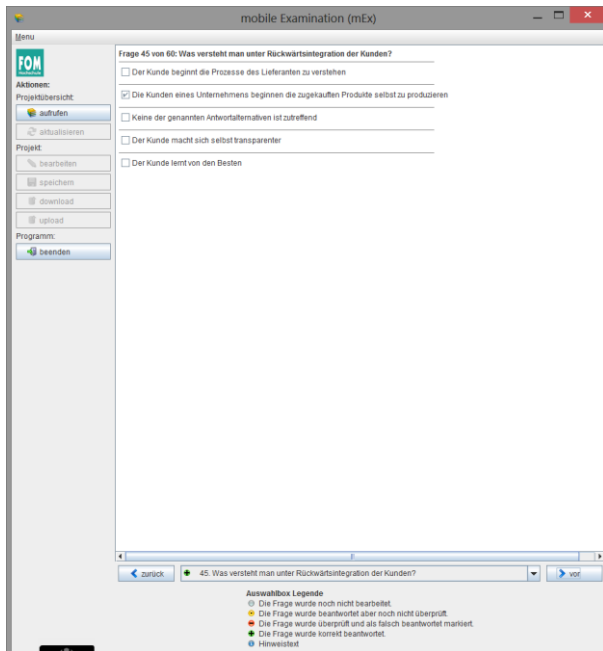 mobile Examination (mEx)
Menu
FOM
Hochschule
Aktionen:
Projektübersicht:
aufrufen
aktualisieren
Projekt:
bearbeiten
speichern
download
upload
Programm:
beenden
Frage 45 von 60: Was versteht man unter Rückwärtsintegration der Kunden?
Der Kunde beginnt die Prozesse des Lieferanten zu verstehen
Die Kunden eines Unternehmens beginnen die zugekauften Produkte selbst zu produzieren
Keine der genannten Antwortalternativen ist zutreffend
Der Kunde macht sich selbst transparenter
Der Kunde lernt von den Besten
zurück
45. Was versteht man unter Rückwärtsintegration der Kunden?
vor
Auswahlbox Legende
Die Frage wurde noch nicht bearbeitet.
Die Frage wurde beantwortet aber noch nicht überprüft.
Die Frage wurde überprüft und als falsch beantwortet markiert.
Die Frage wurde korrekt beantwortet.
Hinweistext